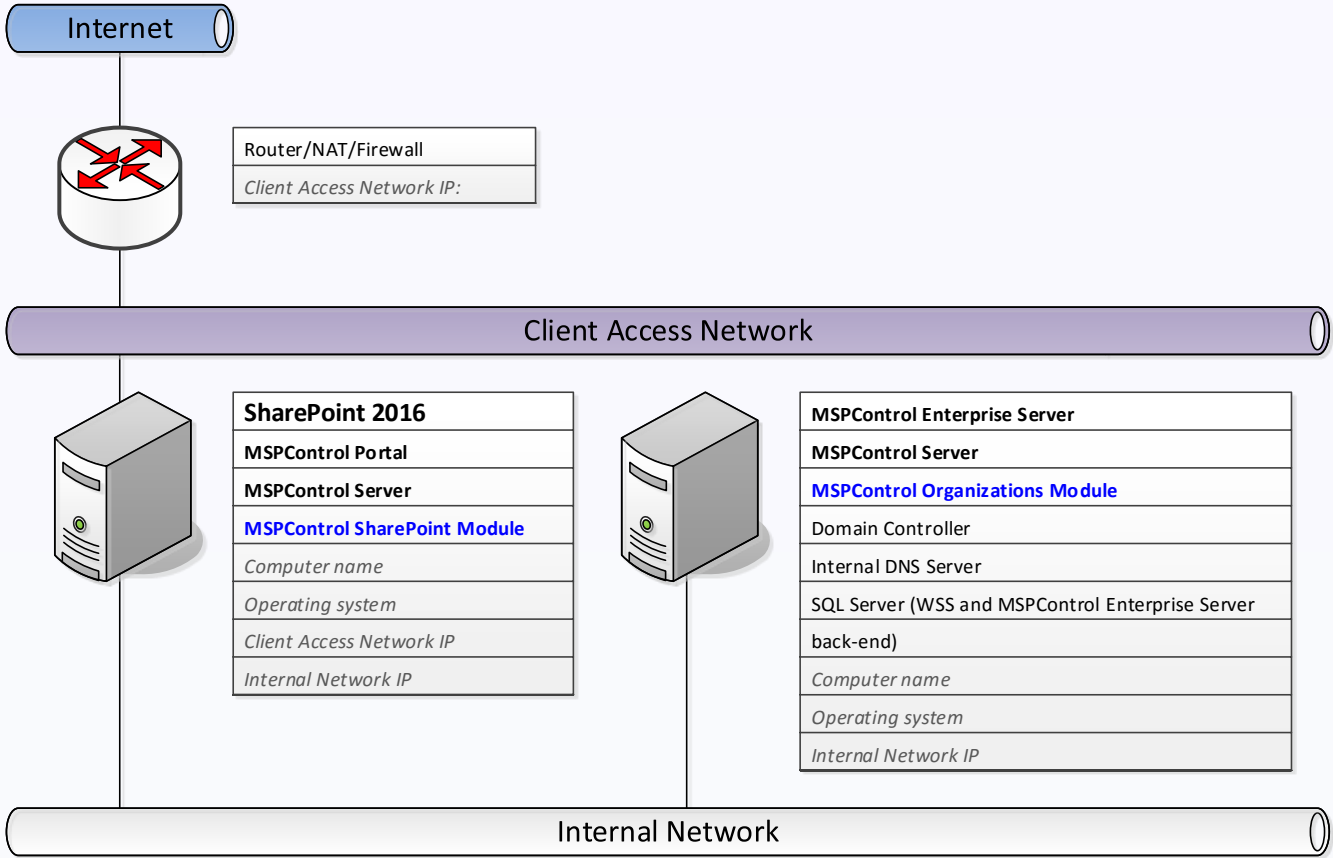 Internet
Router/NAT/Firewall
Client Access Network IP:
Client Access Network
SharePoint 2016
MSPControl Portal
MSPControl Server
MSPControl SharePoint Module
Computer name
Operating system
Client Access Network IP
Internal Network IP
MSPControl Enterprise Server
MSPControl Server
MSPControl Organizations Module
Domain Controller
Internal DNS Server
SQL Server (WSS and MSPControl Enterprise Server
back-end)
Computer name
Operating system
Internal Network IP
Internal Network